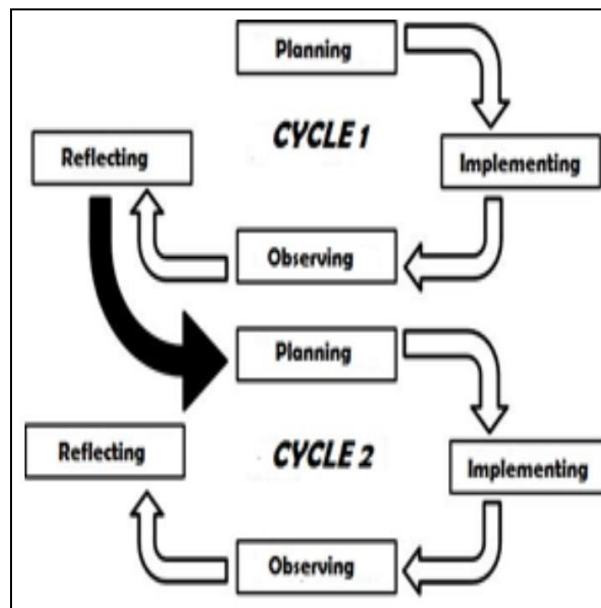 Planning
CYCLE 1
Reflecting
Implementing
Observing
Planning
CYCLE 2
Reflecting
Implementing
Observing